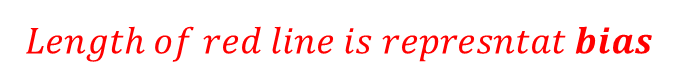 Length of red line is represntat bias